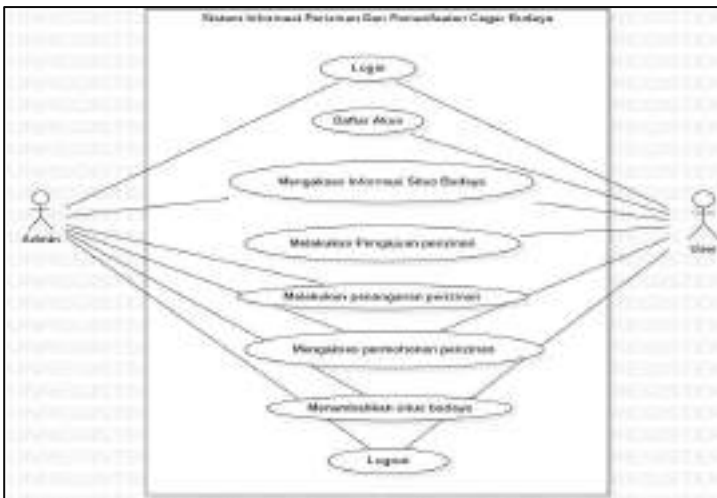 Sistem Informasi Perizinan Dan Pemanfaatan Cagar Budaya
Login
Daftar Akun
Mengakses Informasi Situs Budaya
Melakukan Pengajuan perizinan
Admin
User
Melakukan penanganan perizinan
Mengakses permohonan perizinan
Menambahkan situs budaya
Logout